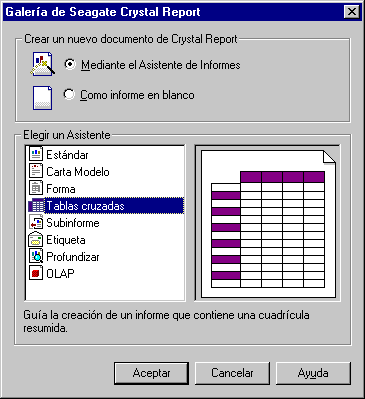 Galería de Seagate Crystal Report
Crear un nuevo documento de Crystal Report
Mediante el Asistente de Informes
Como informe en blanco
Elegir un Asistente
Estándar
Carta Modelo
Forma
Tablas cruzadas
Subinforme
Etiqueta
Profundizar
OLAP
Guía la creación de un informe que contiene una cuadrícula
resumida.
Aceptar Cancelar Ayuda